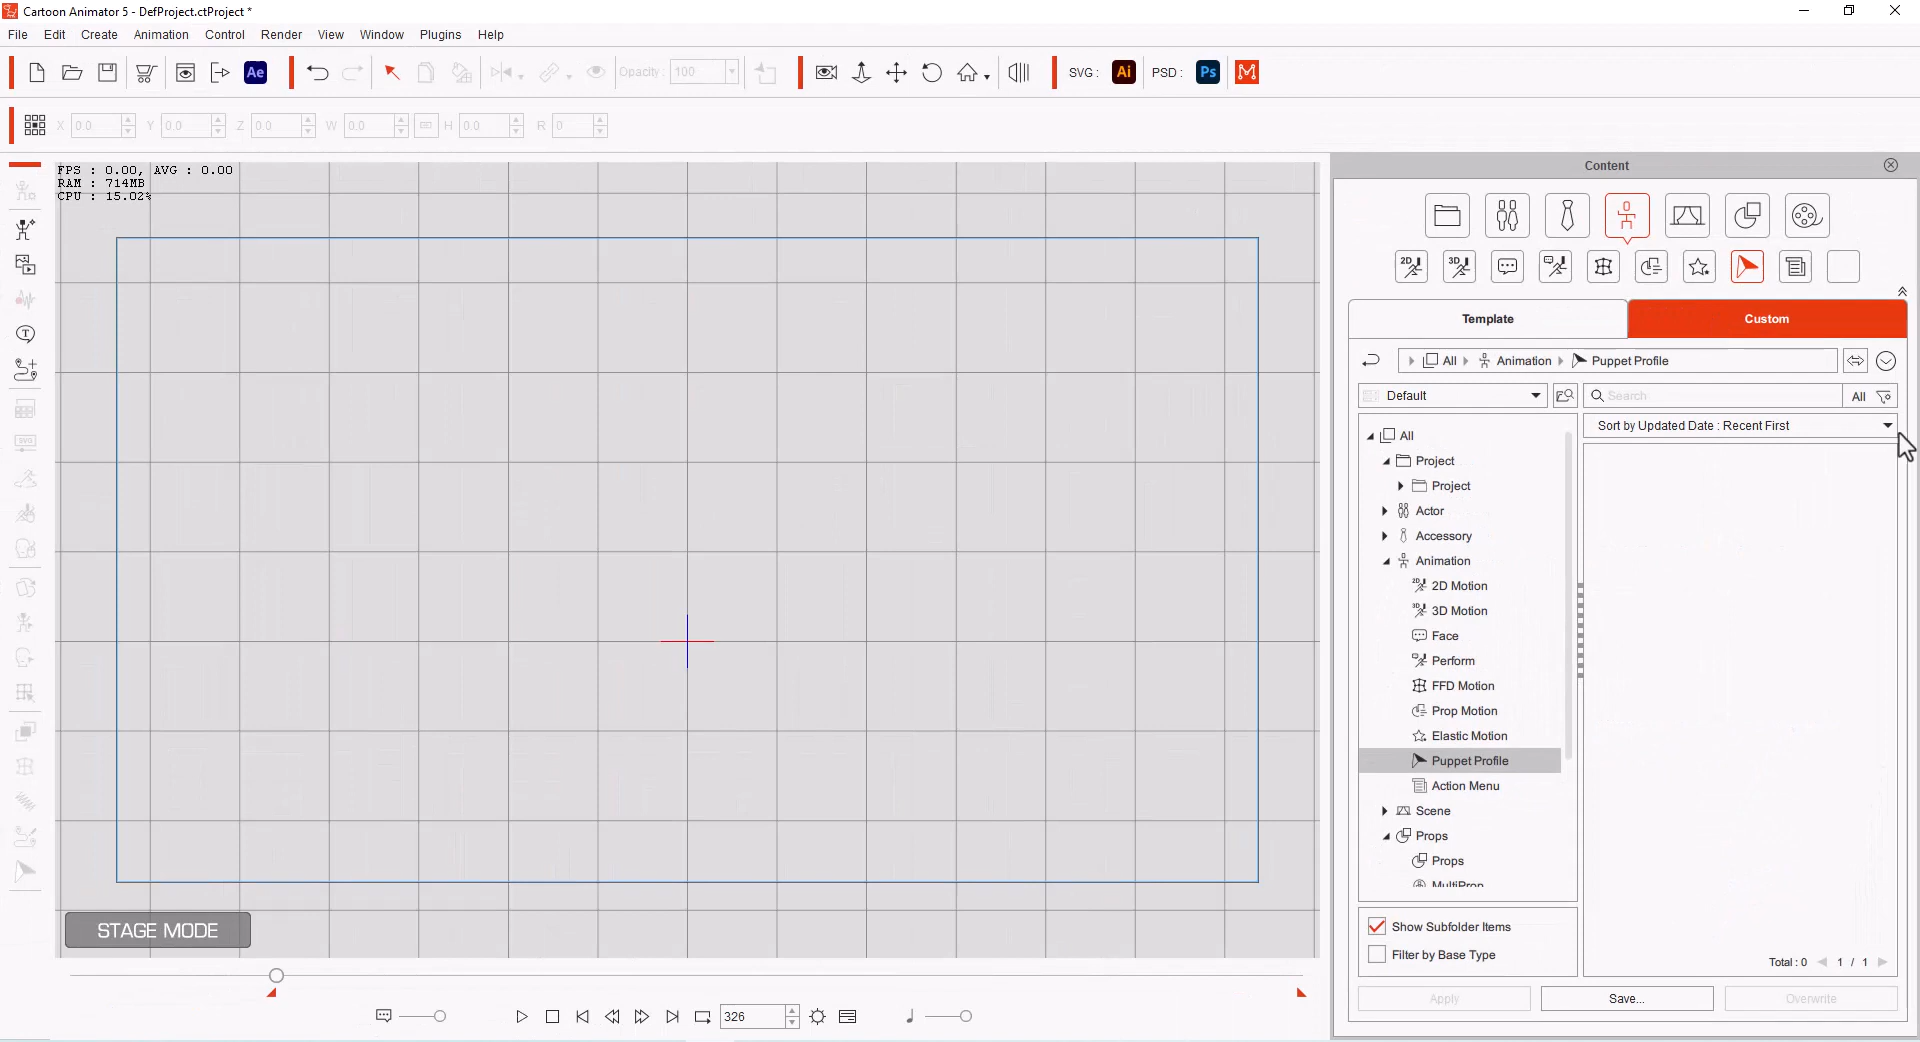 Cartoon Animator 5 - DefProject.ctProject *
File Edit Create Animation Control Render View Window Plugins Help
Ae Opacity : 100 SVG : Ai PSD : Ps
X 0.0 Y 0.0 Z 0.0 W 0.0 H 0.0 R 0
FPS : 0.00, AVG : 0.00
RAM : 714MB
CPU : 15.02%
STAGE MODE
326
Content
2D 3D
Template Custom
All Animation Puppet Profile
Default Search All
Sort by Updated Date : Recent First
All
Project
Project
Actor
Accessory
Animation
2D Motion
3D Motion
Face
Perform
FFD Motion
Prop Motion
Elastic Motion
Puppet Profile
Action Menu
Scene
Props
Props
MultiProp
Show Subfolder Items
Filter by Base Type
Total : 0 1 / 1
Apply Save... Overwrite